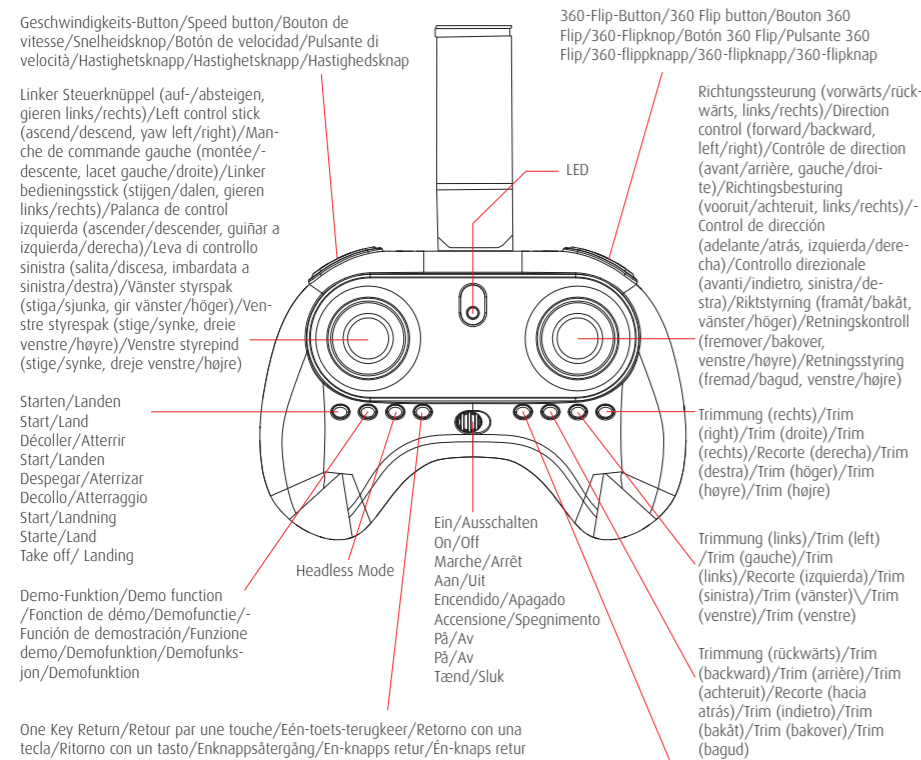 Geschwindigkeits-Button/Speed button/Bouton de
vitesse/Snelheidsknop/Botón de velocidad/Pulsante di
velocità/Hastighetsknapp/Hastighetsknapp/Hastighedsknap
360-Flip-Button/360 Flip button/Bouton 360
Flip/360-Flipknop/Botón 360 Flip/Pulsante 360
Flip/360-flippknapp/360-flipknapp/360-flipknap
Linker Steuerknüppel (auf-/absteigen,
gieren links/rechts)/Left control stick
(ascend/descend, yaw left/right)/Man-
che de commande gauche (montée/-
descente, lacet gauche/droite)/Linker
bedieningsstick (stijgen/dalen, gieren
links/rechts)/Palanca de control
izquierda (ascender/descender, guiñar a
izquierda/derecha)/Leva di controllo
sinistra (salita/discesa, imbardata a
sinistra/destra)/Vänster styrspak
(stiga/sjunka, gir vänster/höger)/Ven-
stre styrespak (stige/synke, dreie
venstre/høyre)/Venstre styrepind
(stige/synke, dreje venstre/højre)
LED
Richtungssteurung (vorwärts/rück-
wärts, links/rechts)/Direction
control (forward/backward,
left/right)/Contrôle de direction
(avant/arrière, gauche/droi-
te)/Richtingsbesturing
(vooruit/achteruit, links/rechts)/-
Control de dirección
(adelante/atrás, izquierda/dere-
cha)/Controllo direzionale
(avanti/indietro, sinistra/de-
stra)/Riktstyrning (framåt/bakåt,
vänster/höger)/Retningskontroll
(fremover/bakover,
venstre/høyre)/Retningsstyring
(fremad/bagud, venstre/højre)
Starten/Landen
Start/Land
Décoller/Atterrir
Start/Landen
Despegar/Aterrizar
Decollo/Atterraggio
Start/Landning
Starte/Land
Take off/ Landing
Demo-Funktion/Demo function
/Fonction de démo/Demofunctie/-
Función de demostración/Funzione
demo/Demofunktion/Demofunks-
jon/Demofunktion
Headless Mode
Ein/Ausschalten
On/Off
Marche/Arrêt
Aan/Uit
Encendido/Apagado
Accensione/Spegnimento
På/Av
På/Av
Tænd/Sluk
One Key Return/Retour par une touche/Eén-toets-terugkeer/Retorno con una
tecla/Ritorno con un tasto/Enknappsåtergång/En-knapps retur/Én-knaps retur
Trimmung (rechts)/Trim
(right)/Trim (droite)/Trim
(rechts)/Recorte (derecha)/Trim
(destra)/Trim (höger)/Trim
(høyre)/Trim (højre)
Trimmung (links)/Trim (left)
/Trim (gauche)/Trim
(links)/Recorte (izquierda)/Trim
(sinistra)/Trim (vänster)\/Trim
(venstre)/Trim (venstre)
Trimmung (rückwärts)/Trim
(backward)/Trim (arrière)/Trim
(achteruit)/Recorte (hacia
atrás)/Trim (indietro)/Trim
(bakåt)/Trim (bakover)/Trim
(bagud)